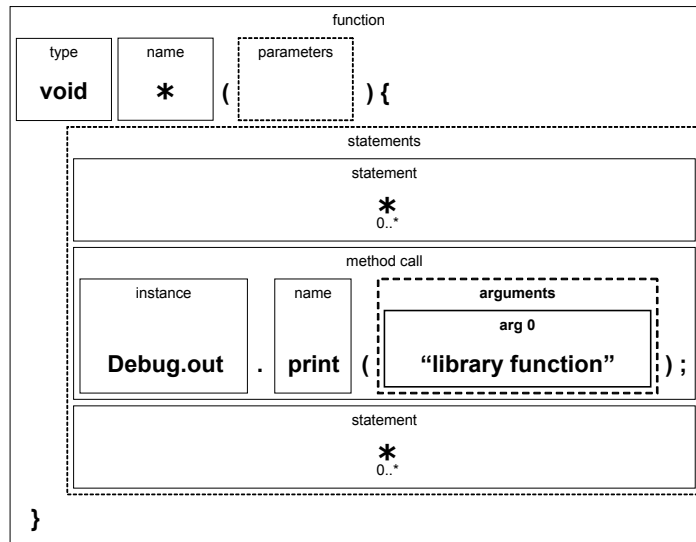 function
type name parameters
void * ( ) {
statements
statement
*
0..*
method call
instance name arguments
arg 0
Debug.out . print ( “library function” ) ;
statement
*
0..*
}